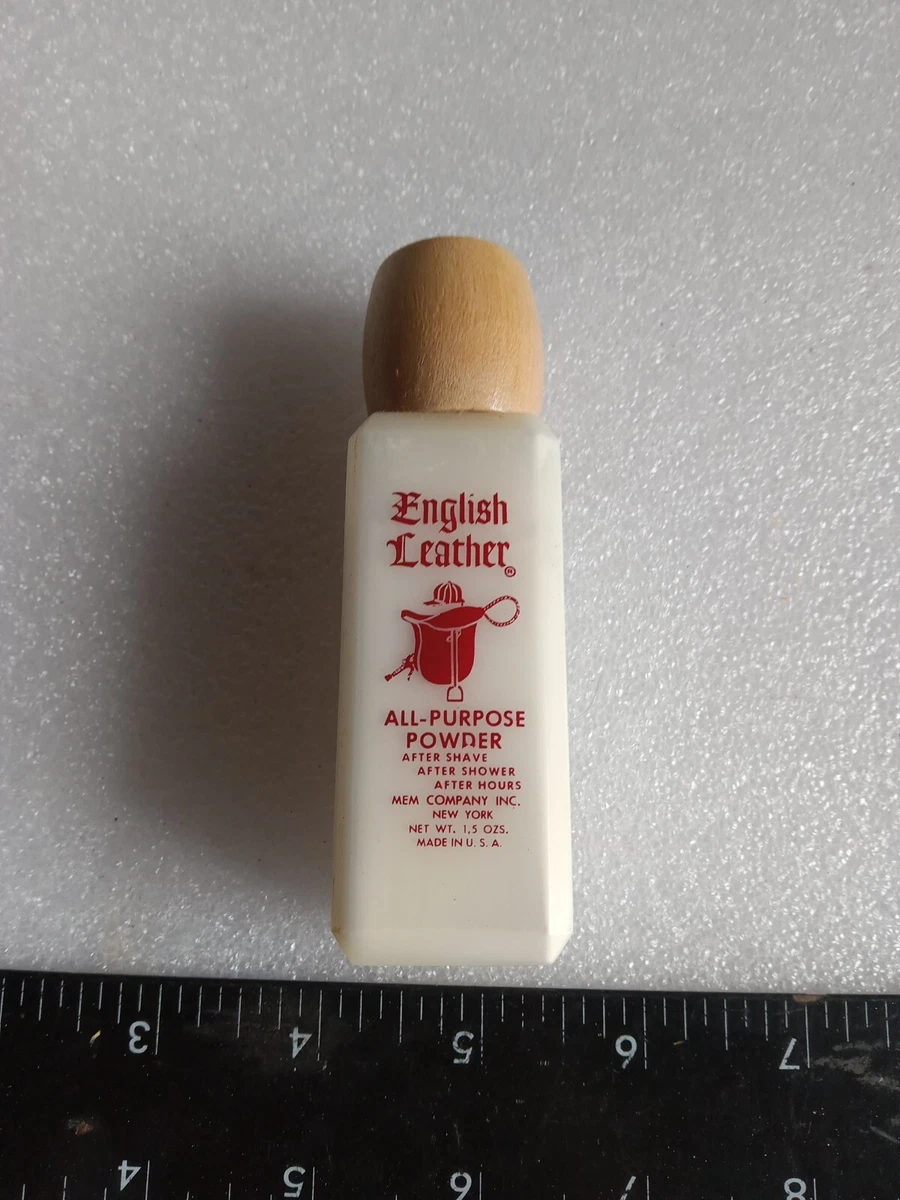 English
Leather®
ALL-PURPOSE
POWDER
AFTER SHAVE
AFTER SHOWER
AFTER HOURS
MEM COMPANY INC.
NEW YORK
NET WT. 1.5 OZS.
MADE IN U. S. A.
3 4 5 6 7
4 5 6 7 8